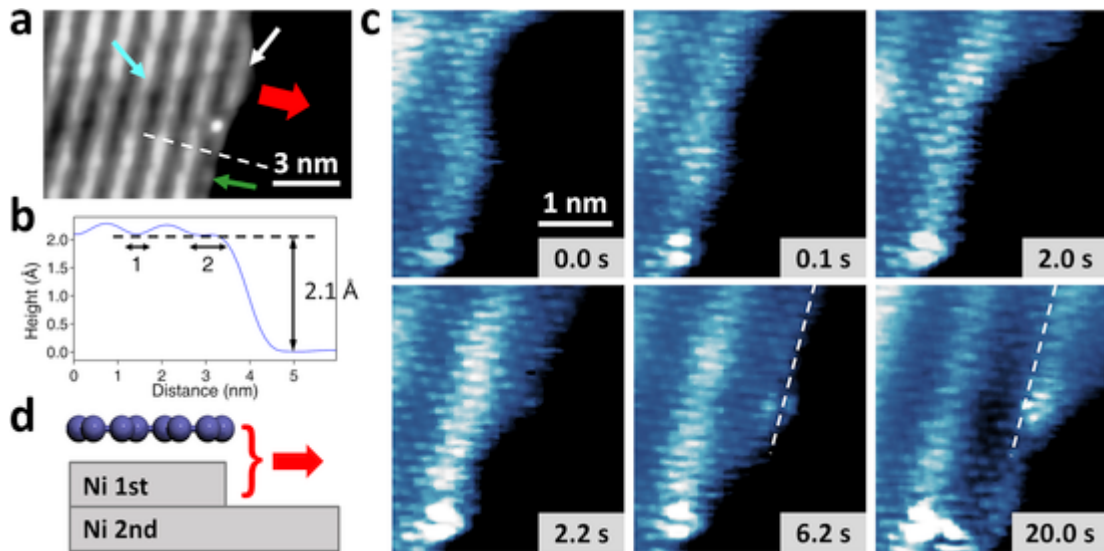 a
3 nm
b
Height (Å)
2.0
1.5
1.0
0.5
0.0
1
2
2.1 Å
0
1
2
3
4
5
Distance (nm)
d
Ni 1st
Ni 2nd
c
1 nm
0.0 s
0.1 s
2.0 s
2.2 s
6.2 s
20.0 s